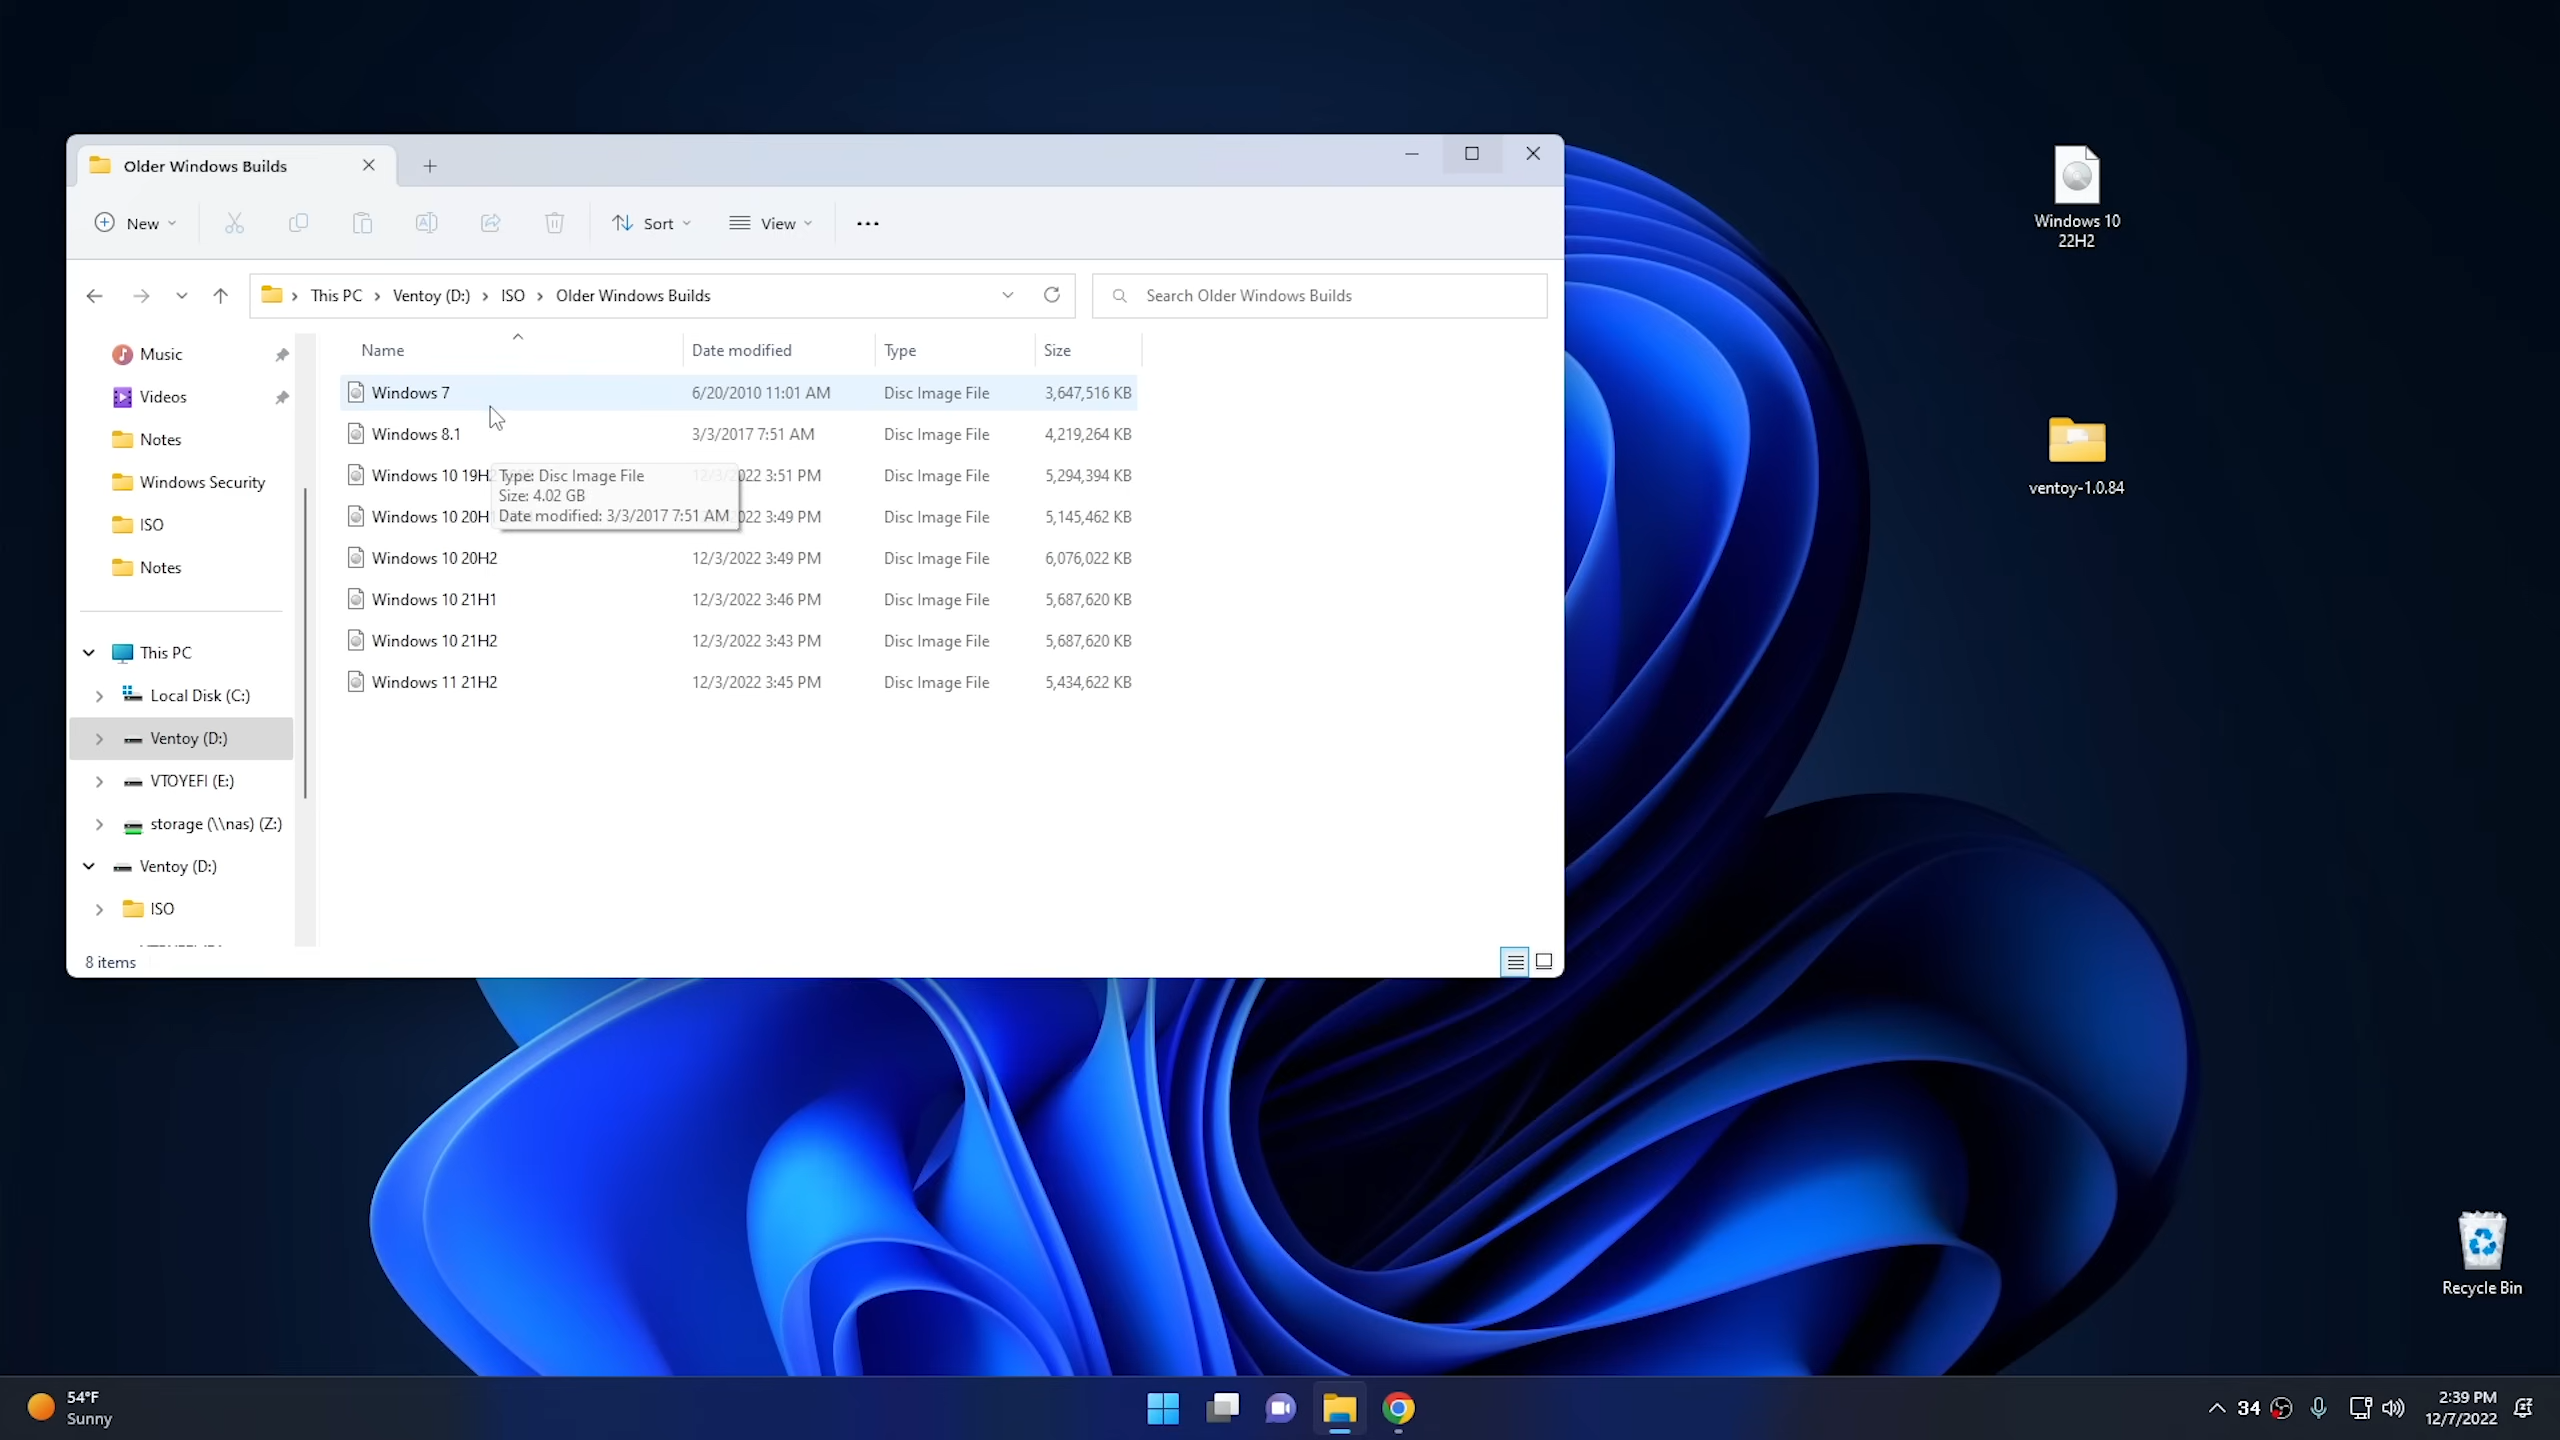 Older Windows Builds
New
Sort
View
This PC
Ventoy (D:)
ISO
Older Windows Builds
Search Older Windows Builds
Music
Videos
Notes
Windows Security
ISO
Notes
This PC
Local Disk (C:)
Ventoy (D:)
VTOYEFI (E:)
storage (\\nas) (Z:)
Ventoy (D:)
ISO
Name Date modified Type Size
Windows 7 6/20/2010 11:01 AM Disc Image File 3,647,516 KB
Windows 8.1 3/3/2017 7:51 AM Disc Image File 4,219,264 KB
Windows 10 12/3/2022 3:51 PM Disc Image File 5,294,394 KB
Windows 10 3:49 PM Disc Image File 5,145,462 KB
Windows 10 20H2 12/3/2022 3:49 PM Disc Image File 6,076,022 KB
Windows 10 21H1 12/3/2022 3:46 PM Disc Image File 5,687,620 KB
Windows 10 21H2 12/3/2022 3:43 PM Disc Image File 5,687,620 KB
Windows 11 21H2 12/3/2022 3:45 PM Disc Image File 5,434,622 KB
Type: Disc Image File
Size: 4.02 GB
Date modified: 3/3/2017 7:51 AM
8 items
Windows 10
22H2
ventoy-1.0.84
Recycle Bin
54°F
Sunny
34
2:39 PM
12/7/2022